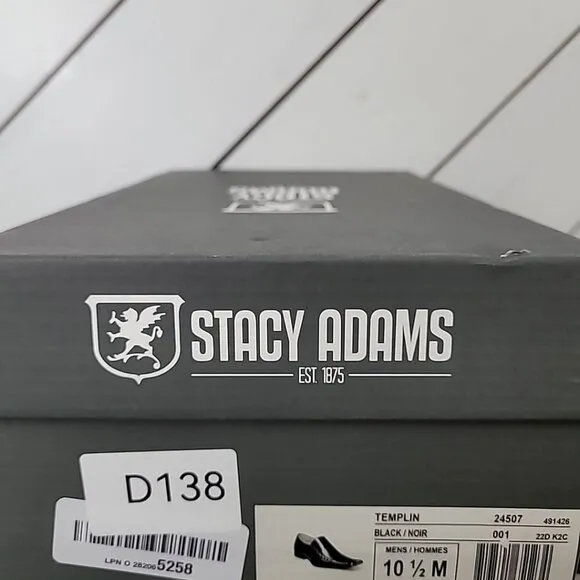 STACY ADAMS
EST. 1875
D138
LPN O 28206 5258
TEMPLIN 24507 491426
BLACK / NOIR 001 22D K2C
MENS / HOMMES
10 ½ M